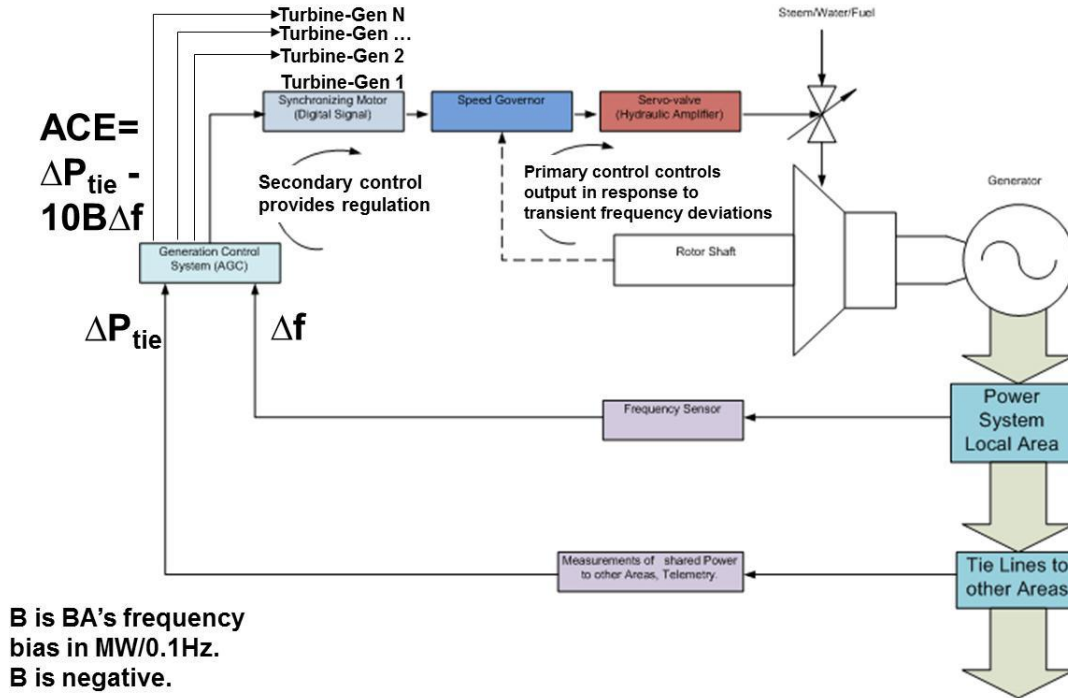 Turbine-Gen N
Turbine-Gen ...
Turbine-Gen 2
Turbine-Gen 1
Steem/Water/Fuel
Synchronizing Motor
(Digital Signal)
Speed Governor
Servo-valve
(Hydraulic Amplifier)
ACE=
ΔPtie -
10BΔf
Secondary control
provides regulation
Primary control controls
output in response to
transient frequency deviations
Generator
Rotor Shaft
Generation Control
System (AGC)
ΔPtie
Δf
Frequency Sensor
Power
System
Local Area
Measurements of shared Power
to other Areas, Telemetry.
Tie Lines to
other Areas
B is BA’s frequency
bias in MW/0.1Hz.
B is negative.